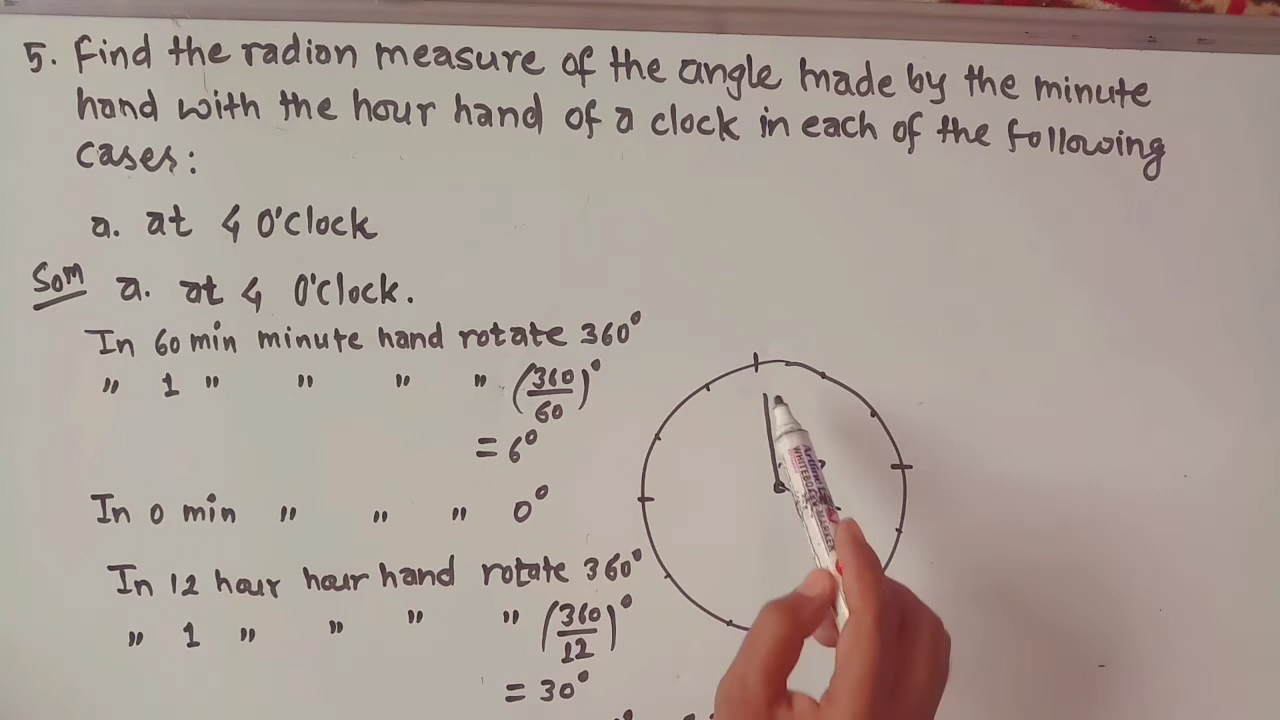 5. Find the radian measure of the angle made by the minute
hand with the hour hand of a clock in each of the following
cases:
a. at 4 O'clock
Soln a. at 4 O'clock.
In 60 min minute hand rotate 360°
" 1 " " " " (360/60)°
= 6°
In 0 min " " " 0°
In 12 hour hour hand rotate 360°
" 1 " " " " (360/12)°
= 30°
Artline
WHITEBOARD MARKER